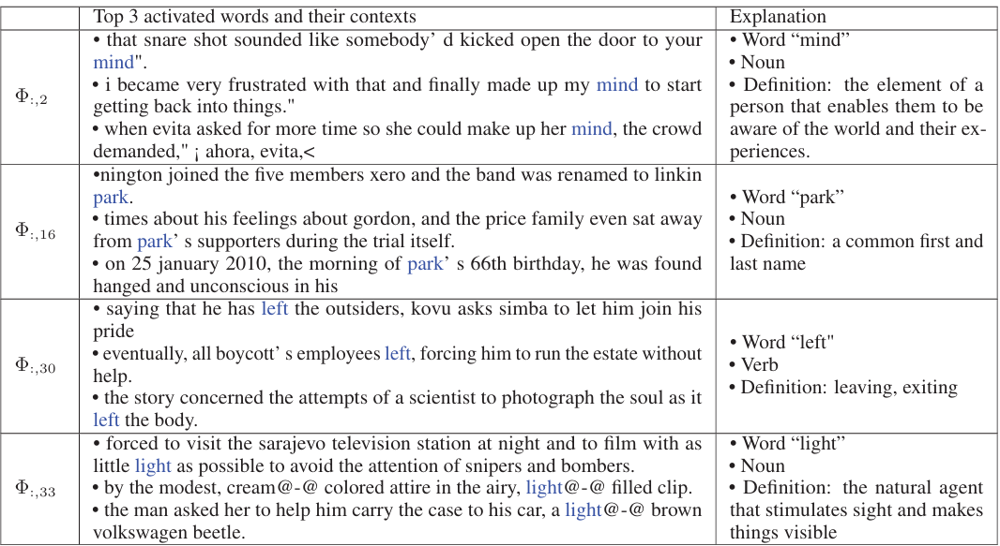 Top 3 activated words and their contexts
Explanation
Φ:,2
• that snare shot sounded like somebody' d kicked open the door to your
mind".
• i became very frustrated with that and finally made up my mind to start
getting back into things."
• when evita asked for more time so she could make up her mind, the crowd
demanded," ¡ ahora, evita,<
• Word “mind”
• Noun
• Definition: the element of a
person that enables them to be
aware of the world and their ex-
periences.
Φ:,16
•nington joined the five members xero and the band was renamed to linkin
park.
• times about his feelings about gordon, and the price family even sat away
from park' s supporters during the trial itself.
• on 25 january 2010, the morning of park' s 66th birthday, he was found
hanged and unconscious in his
• Word “park”
• Noun
• Definition: a common first and
last name
Φ:,30
• saying that he has left the outsiders, kovu asks simba to let him join his
pride
• eventually, all boycott' s employees left, forcing him to run the estate without
help.
• the story concerned the attempts of a scientist to photograph the soul as it
left the body.
• Word “left"
• Verb
• Definition: leaving, exiting
Φ:,33
• forced to visit the sarajevo television station at night and to film with as
little light as possible to avoid the attention of snipers and bombers.
• by the modest, cream@-@ colored attire in the airy, light@-@ filled clip.
• the man asked her to help him carry the case to his car, a light@-@ brown
volkswagen beetle.
• Word “light”
• Noun
• Definition: the natural agent
that stimulates sight and makes
things visible